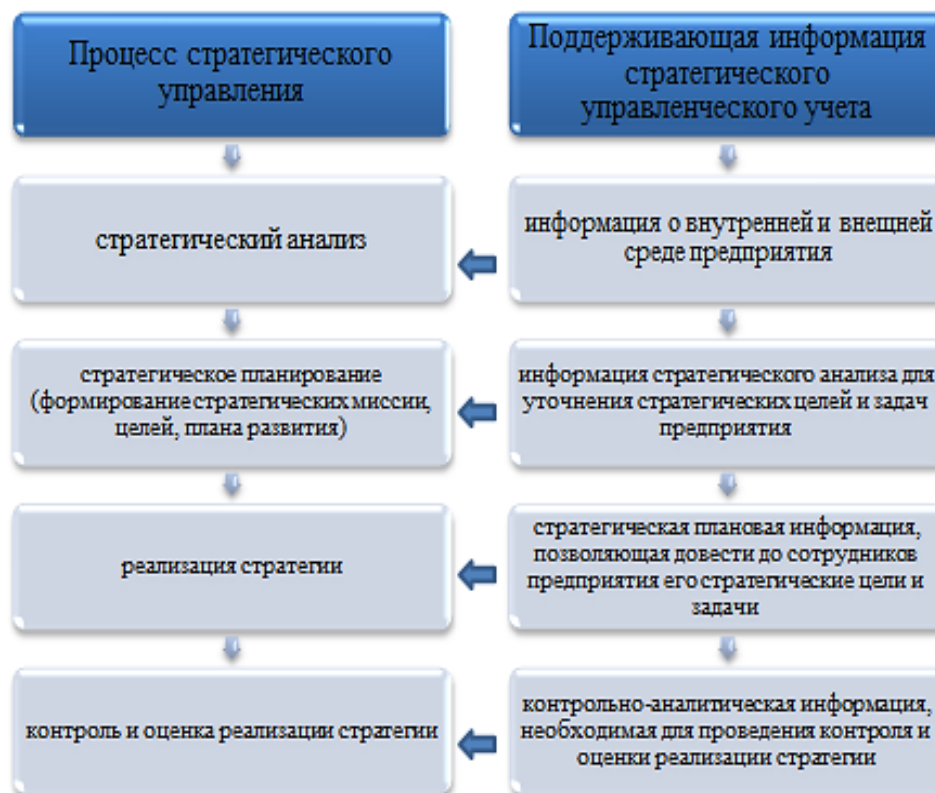 Процесс стратегического
управления
Поддерживающая информация
стратегического
управленческого учета
стратегический анализ
информация о внутренней и внещней
среде предприятия
стратегическое планирование
(формирование стратегических миссии,
целей, плана развития)
информация стратегического анализа для
уточнения стратегических целей и задач
предприятия
реализация стратегии
стратегическая плановая информация,
позволяющая довести до сотрудников
предприятия его стратегические цели и
задачи
контроль и оценка реализации стратегии
контрольно-аналитическая информация,
необходимая для проведения контроля и
оценки реализации стратегии